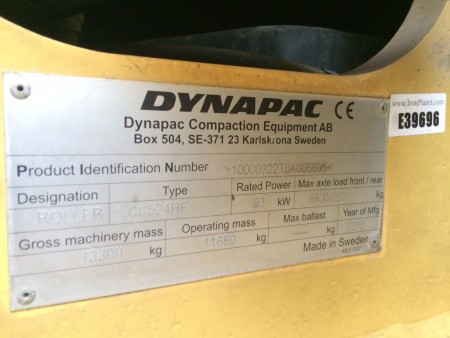 DYNAPAC CE
Dynapac Compaction Equipment AB
Box 504, SE-371 23 Karlskrona Sweden
www.IronPlanet.com
E39696
Product Identification Number >10000322T0A005695<
Designation Type Rated Power Max axle load front / rear
ROLLER CC524HF 93 kW
Gross machinery mass Operating mass Max ballast Year of Mfg
13300 kg 11680 kg kg
Made in Sweden